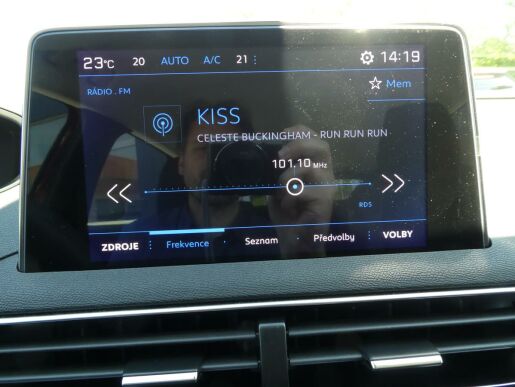 23°C 20 AUTO A/C 21 14:19
RÁDIO . FM Mem
KISS
CELESTE BUCKINGHAM - RUN RUN RUN
101.10 MHz
RDS
ZDROJE Frekvence Seznam Předvolby VOLBY